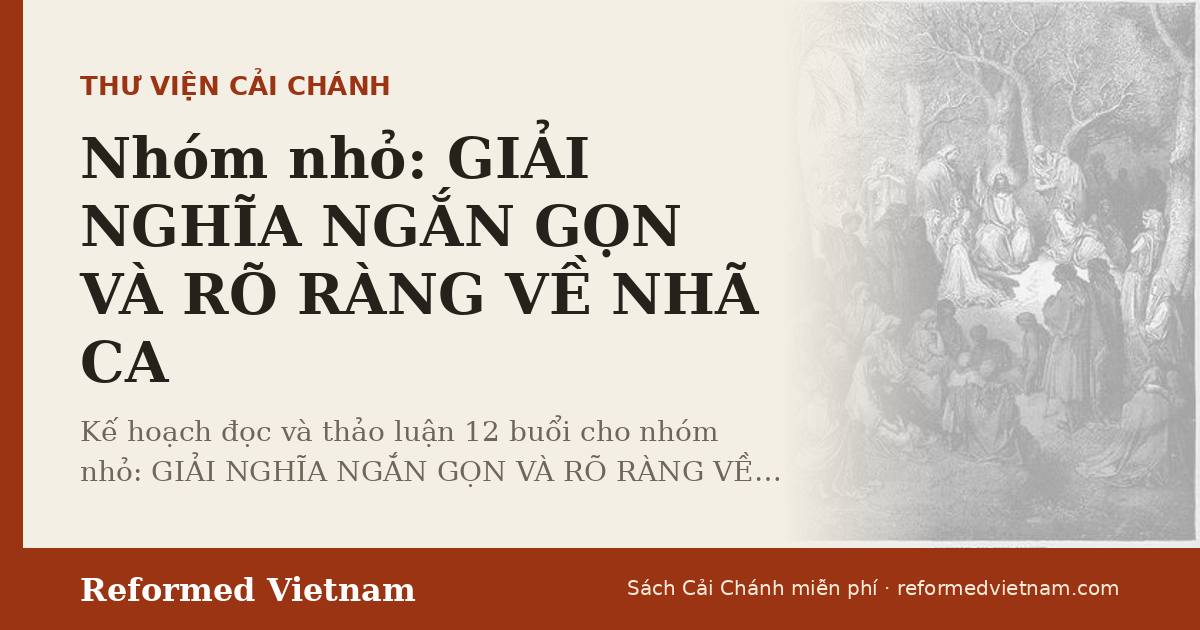 THƯ VIỆN CẢI CHÁNH
Nhóm nhỏ: GIẢI
NGHĨA NGẮN GỌN
VÀ RÕ RÀNG VỀ NHÃ
CA
Kế hoạch đọc và thảo luận 12 buổi cho nhóm
nhỏ: GIẢI NGHĨA NGẮN GỌN VÀ RÕ RÀNG VỀ...
Reformed Vietnam
Sách Cải Chánh miễn phí · reformedvietnam.com